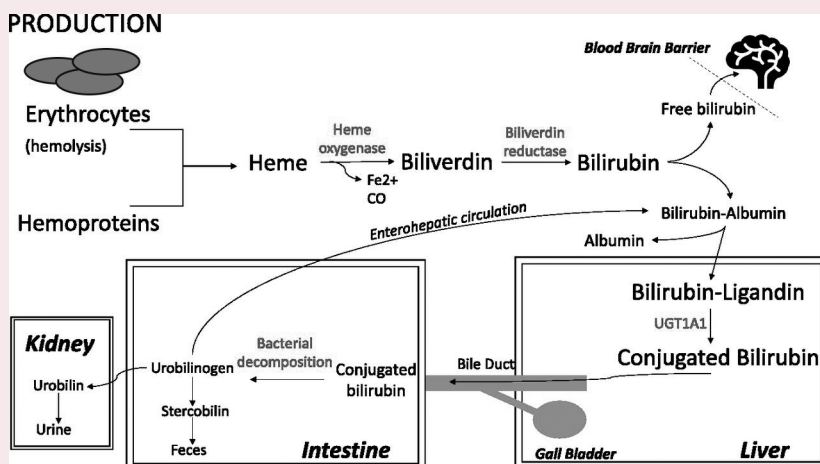 PRODUCTION
Blood Brain Barrier
Erythrocytes
(hemolysis)
Free bilirubin
Heme
oxygenase
Biliverdin
reductase
Heme
Biliverdin
Bilirubin
Fe2+
CO
Hemoproteins
Enterohepatic circulation
Bilirubin-Albumin
Albumin
Bilirubin-Ligandin
UGT1A1
Conjugated Bilirubin
Kidney
Urobilin
Urine
Bacterial
decomposition
Urobilinogen
Conjugated
bilirubin
Bile Duct
Stercobilin
Feces
Intestine
Gall Bladder
Liver